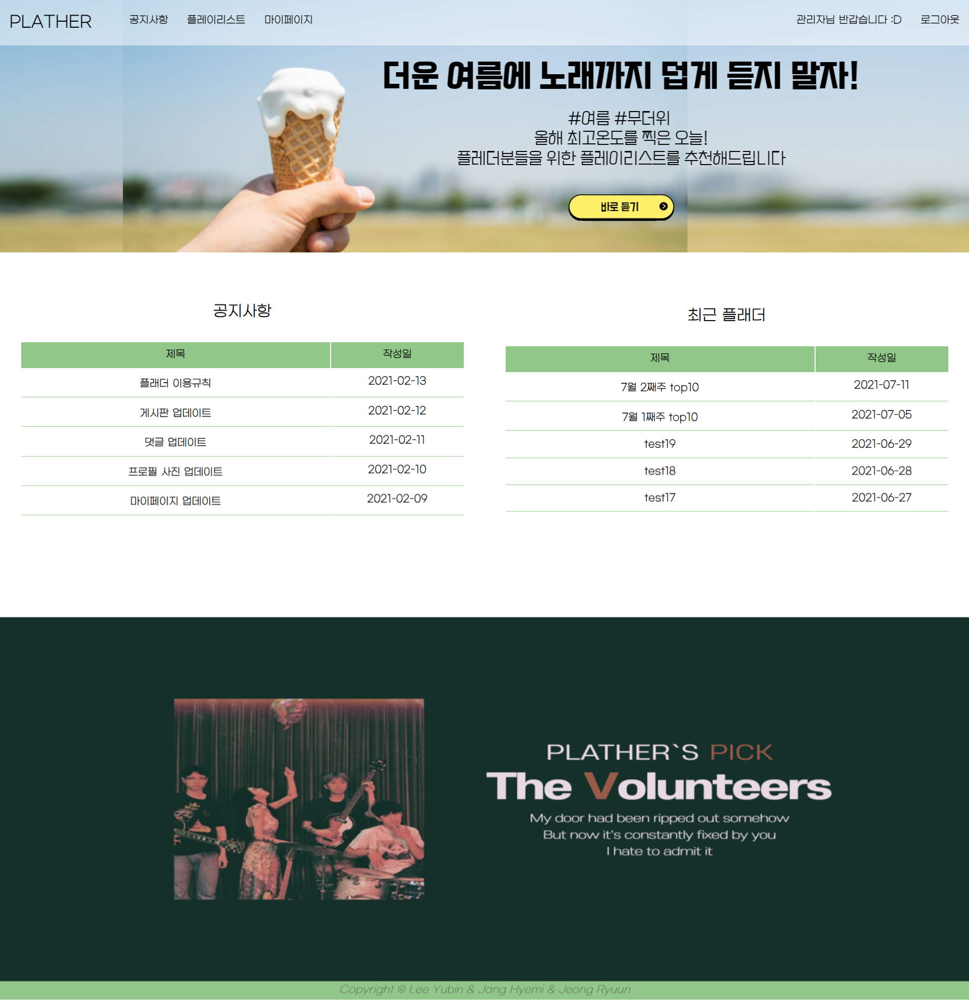 PLATHER 공지사항 플레이리스트 마이페이지 관리자님 반갑습니다 :D 로그아웃
더운 여름에 노래까지 덥게 듣지 말자!
#여름 #무더위
올해 최고온도를 찍은 오늘!
플레더분들을 위한 플레이리스트를 추천해드립니다
바로 듣기
공지사항
제목 작성일
플래더 이용규칙 2021-02-13
게시판 업데이트 2021-02-12
댓글 업데이트 2021-02-11
프로필 사진 업데이트 2021-02-10
마이페이지 업데이트 2021-02-09
최근 플래더
제목 작성일
7월 2째주 top10 2021-07-11
7월 1째주 top10 2021-07-05
test19 2021-06-29
test18 2021-06-28
test17 2021-06-27
PLATHER`S PICK
The Volunteers
My door had been ripped out somehow
But now it's constantly fixed by you
I hate to admit it
Copyright © Lee Yubin & Jang Hyemi & Jeong Ryuun